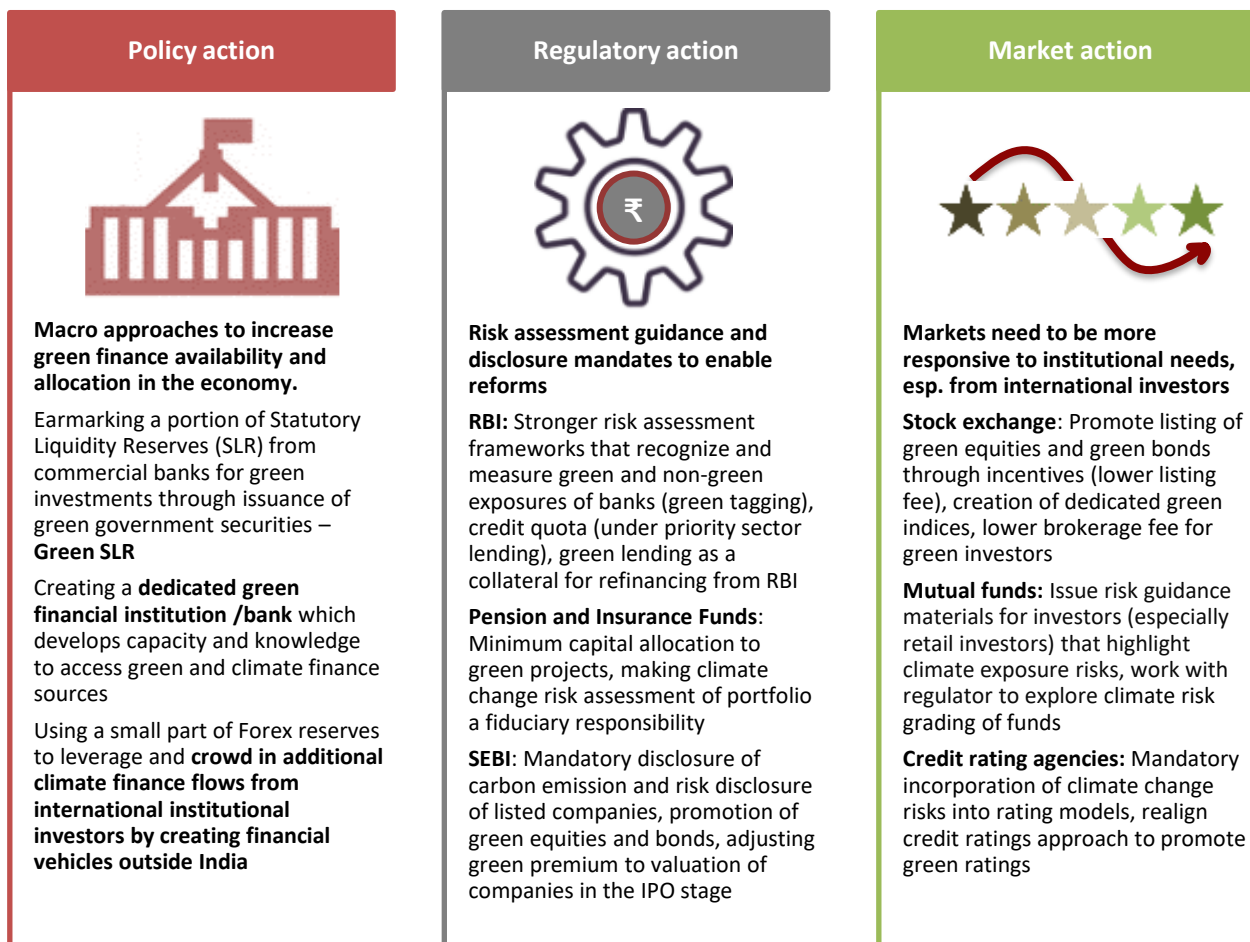 Policy action
Macro approaches to increase
green finance availability and
allocation in the economy.
Earmarking a portion of Statutory
Liquidity Reserves (SLR) from
commercial banks for green
investments through issuance of
green government securities –
Green SLR
Creating a dedicated green
financial institution /bank which
develops capacity and knowledge
to access green and climate finance
sources
Using a small part of Forex reserves
to leverage and crowd in additional
climate finance flows from
international institutional
investors by creating financial
vehicles outside India
Regulatory action
₹
Risk assessment guidance and
disclosure mandates to enable
reforms
RBI: Stronger risk assessment
frameworks that recognize and
measure green and non-green
exposures of banks (green tagging),
credit quota (under priority sector
lending), green lending as a
collateral for refinancing from RBI
Pension and Insurance Funds:
Minimum capital allocation to
green projects, making climate
change risk assessment of portfolio
a fiduciary responsibility
SEBI: Mandatory disclosure of
carbon emission and risk disclosure
of listed companies, promotion of
green equities and bonds, adjusting
green premium to valuation of
companies in the IPO stage
Market action
Markets need to be more
responsive to institutional needs,
esp. from international investors
Stock exchange: Promote listing of
green equities and green bonds
through incentives (lower listing
fee), creation of dedicated green
indices, lower brokerage fee for
green investors
Mutual funds: Issue risk guidance
materials for investors (especially
retail investors) that highlight
climate exposure risks, work with
regulator to explore climate risk
grading of funds
Credit rating agencies: Mandatory
incorporation of climate change
risks into rating models, realign
credit ratings approach to promote
green ratings